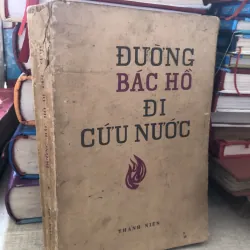 ĐƯỜNG
BÁC HỒ
ĐI
CỨU NƯỚC
THANH NIÊN